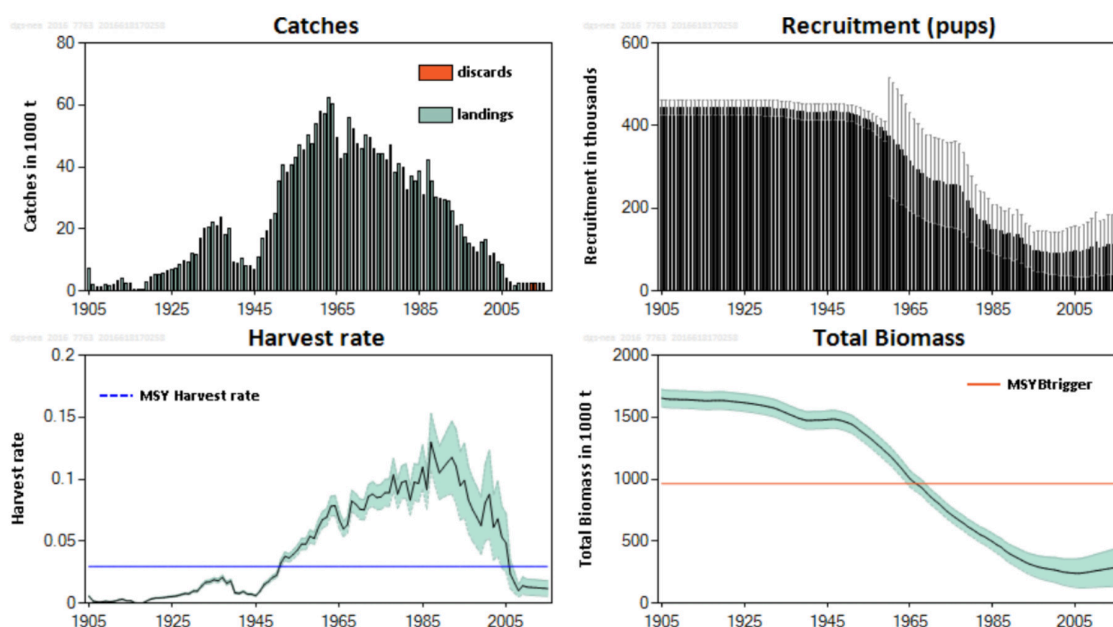 Catches
80
60
40
20
0
Catches in 1000 t
discards
landings
1905 1925 1945 1965 1985 2005
Recruitment (pups)
600
400
200
0
Recruitment in thousands
1905 1925 1945 1965 1985 2005
Harvest rate
0.2
0.15
0.1
0.05
0
Harvest rate
MSY Harvest rate
1905 1925 1945 1965 1985 2005
Total Biomass
2000
1500
1000
500
0
Total Biomass in 1000 t
MSYBtrigger
1905 1925 1945 1965 1985 2005